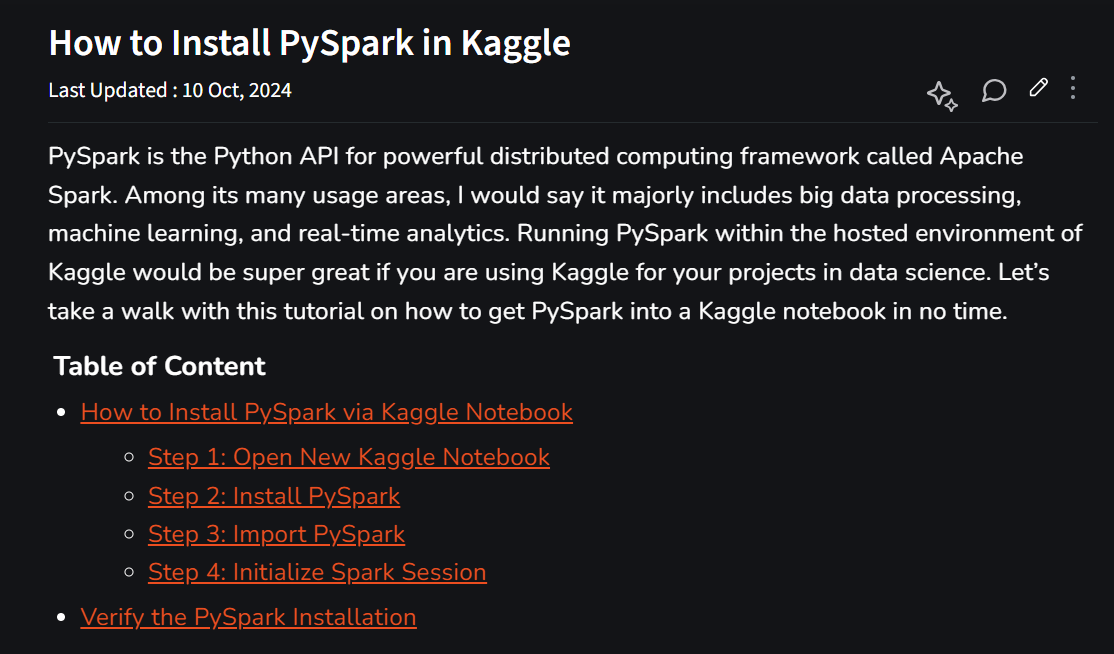 How to Install PySpark in Kaggle
Last Updated : 10 Oct, 2024
PySpark is the Python API for powerful distributed computing framework called Apache
Spark. Among its many usage areas, I would say it majorly includes big data processing,
machine learning, and real-time analytics. Running PySpark within the hosted environment of
Kaggle would be super great if you are using Kaggle for your projects in data science. Let’s
take a walk with this tutorial on how to get PySpark into a Kaggle notebook in no time.
Table of Content
How to Install PySpark via Kaggle Notebook
Step 1: Open New Kaggle Notebook
Step 2: Install PySpark
Step 3: Import PySpark
Step 4: Initialize Spark Session
Verify the PySpark Installation